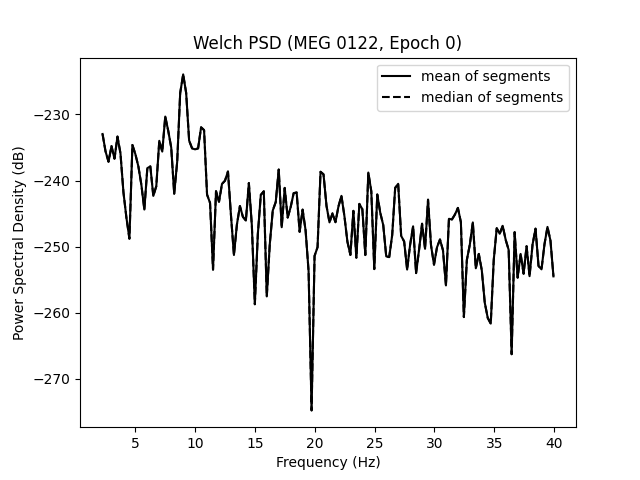 Welch PSD (MEG 0122, Epoch 0)
mean of segments
median of segments
Power Spectral Density (dB)
−230
−240
−250
−260
−270
5 10 15 20 25 30 35 40
Frequency (Hz)